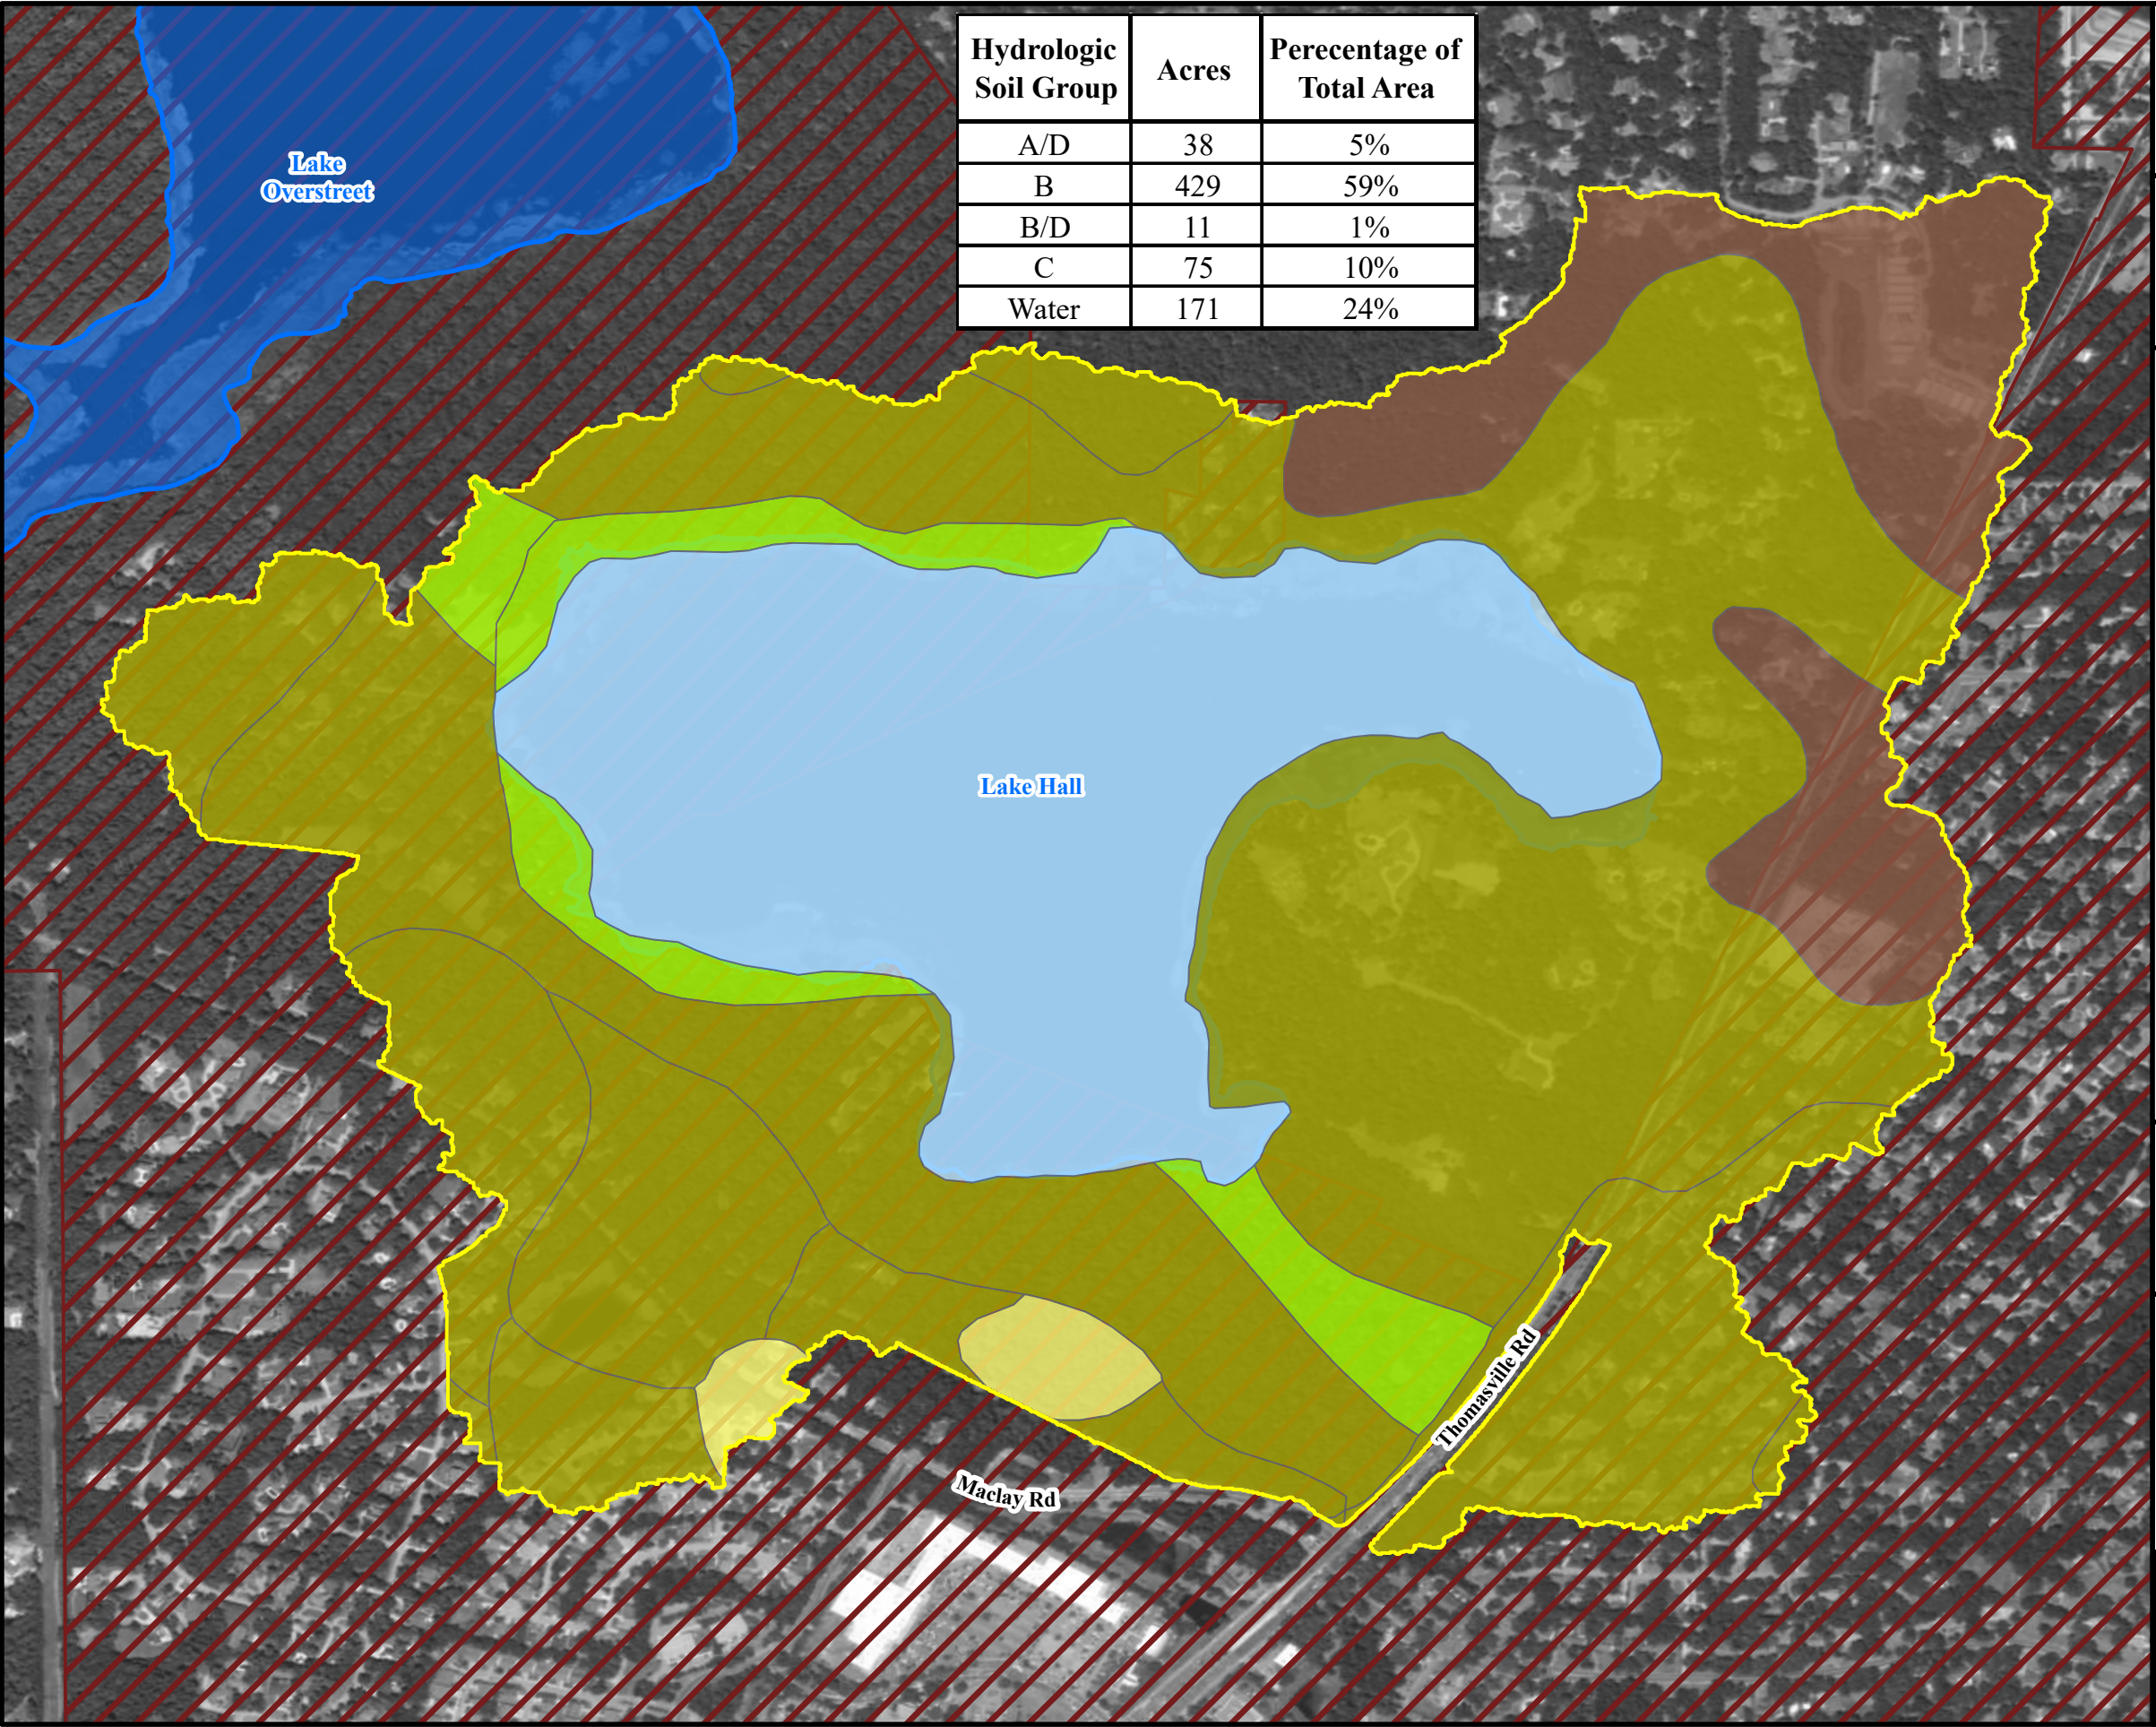 Hydrologic Soil Group Acres Perecentage of Total Area
A/D 38 5%
B 429 59%
B/D 11 1%
C 75 10%
Water 171 24%
Lake
Overstreet
Lake Hall
Thomasville Rd
Maclay Rd